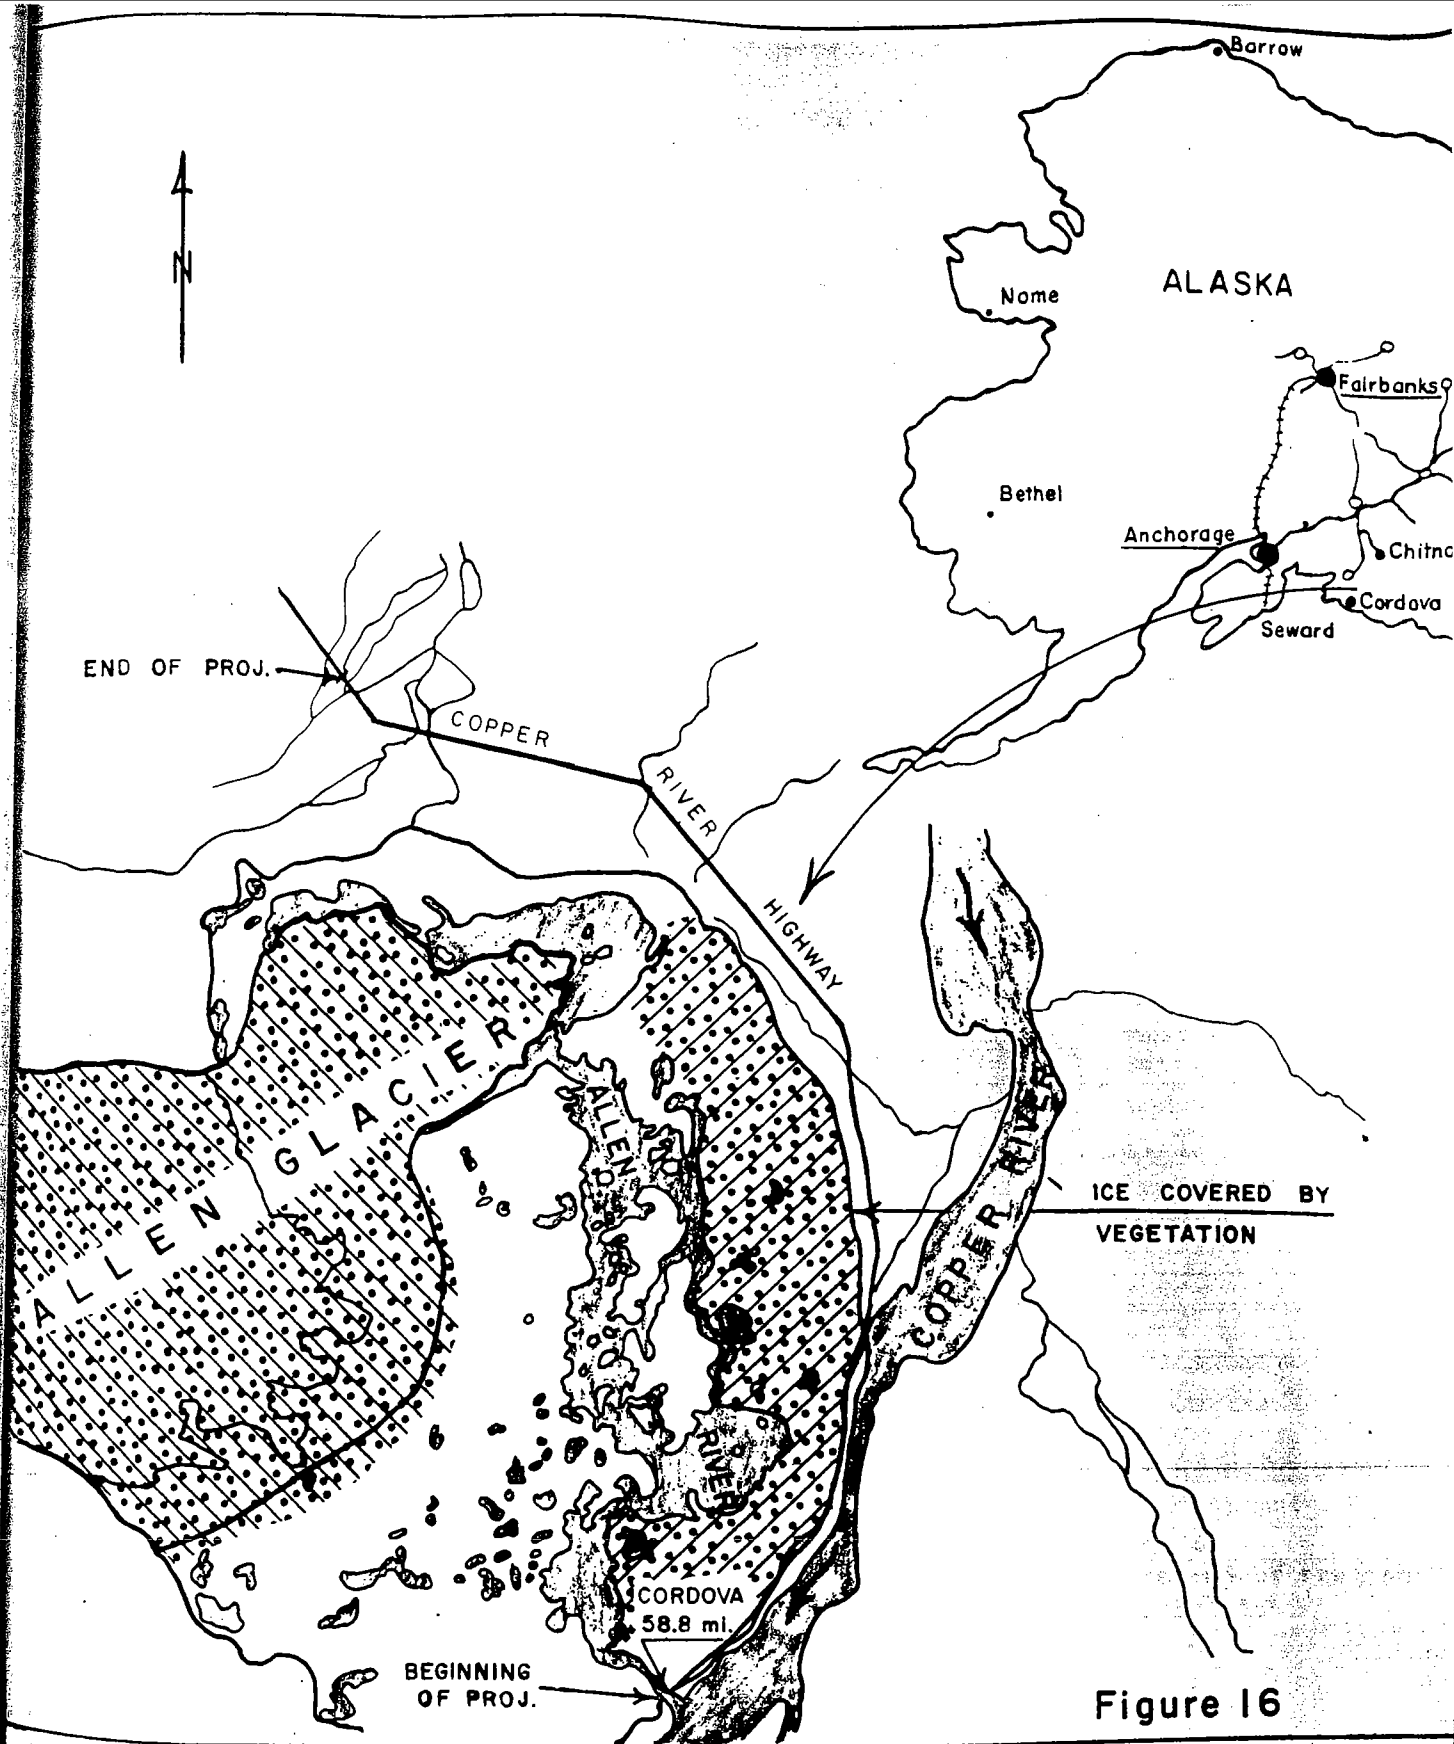 Barrow
N
ALASKA
Nome
Fairbanks
Bethel
Anchorage
Chitna
Cordova
Seward
END OF PROJ.
COPPER RIVER HIGHWAY
ALLEN GLACIER
ALLEN RIVER
COPPER RIVER
ICE COVERED BY
VEGETATION
CORDOVA
58.8 mi.
BEGINNING
OF PROJ.
Figure 16